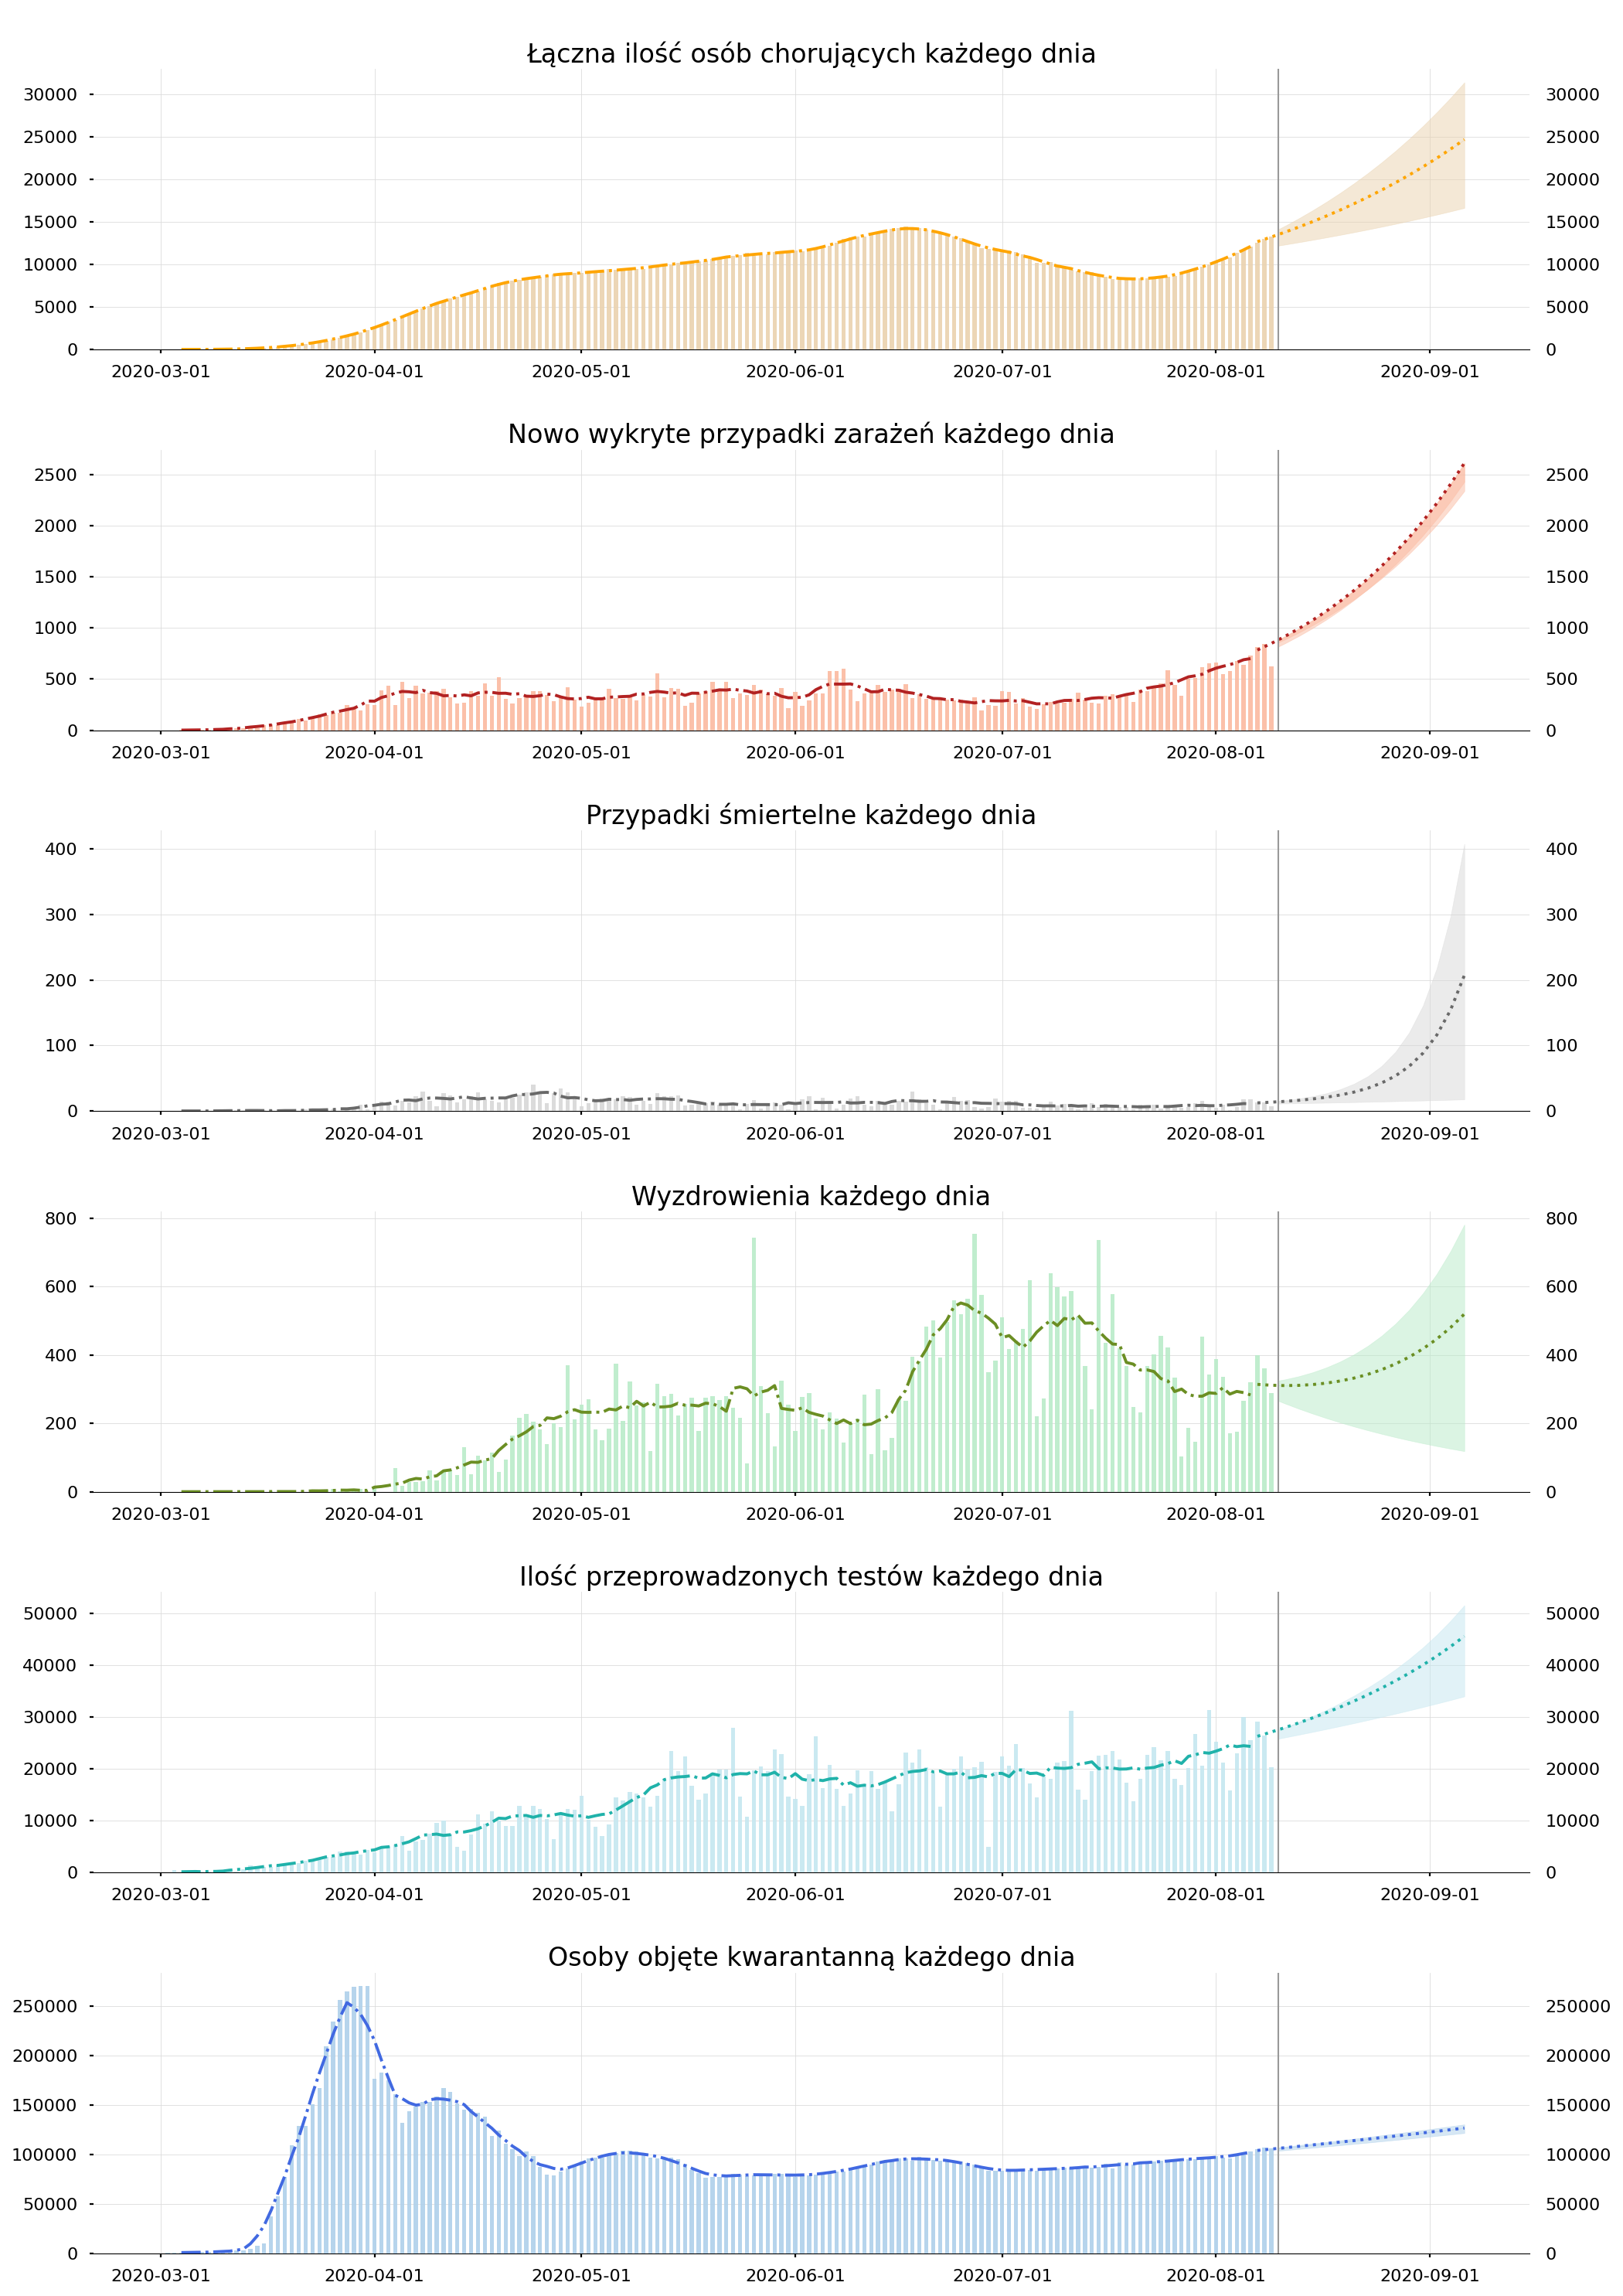 Łączna ilość osób chorujących każdego dnia
30000 30000
25000 25000
20000 20000
15000 15000
10000 10000
5000 5000
0 0
2020-03-01 2020-04-01 2020-05-01 2020-06-01 2020-07-01 2020-08-01 2020-09-01
Nowo wykryte przypadki zarażeń każdego dnia
2500 2500
2000 2000
1500 1500
1000 1000
500 500
0 0
2020-03-01 2020-04-01 2020-05-01 2020-06-01 2020-07-01 2020-08-01 2020-09-01
Przypadki śmiertelne każdego dnia
400 400
300 300
200 200
100 100
0 0
2020-03-01 2020-04-01 2020-05-01 2020-06-01 2020-07-01 2020-08-01 2020-09-01
Wyzdrowienia każdego dnia
800 800
600 600
400 400
200 200
0 0
2020-03-01 2020-04-01 2020-05-01 2020-06-01 2020-07-01 2020-08-01 2020-09-01
Ilość przeprowadzonych testów każdego dnia
50000 50000
40000 40000
30000 30000
20000 20000
10000 10000
0 0
2020-03-01 2020-04-01 2020-05-01 2020-06-01 2020-07-01 2020-08-01 2020-09-01
Osoby objęte kwarantanną każdego dnia
250000 250000
200000 200000
150000 150000
100000 100000
50000 50000
0 0
2020-03-01 2020-04-01 2020-05-01 2020-06-01 2020-07-01 2020-08-01 2020-09-01